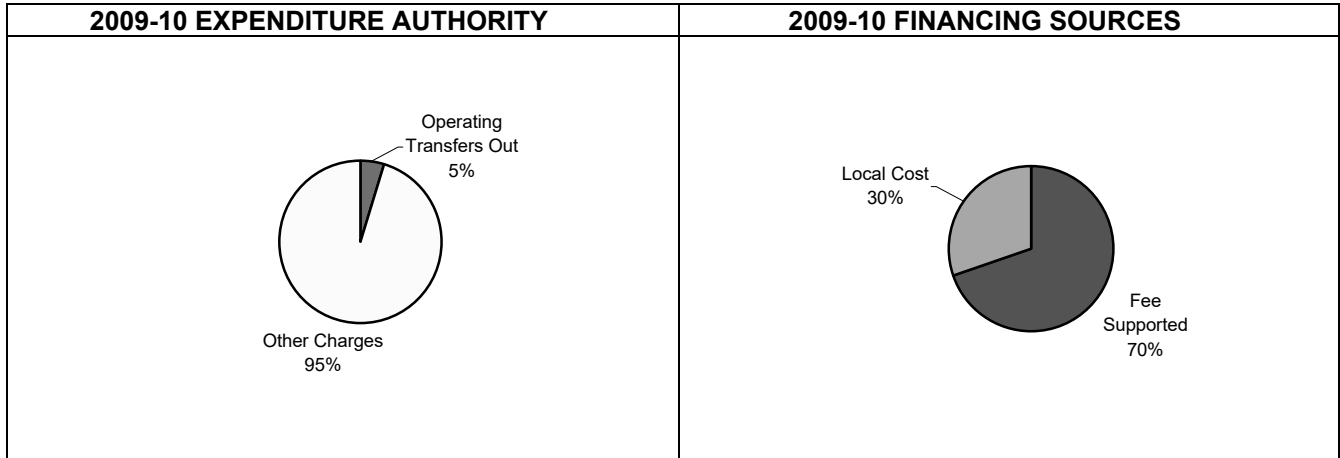 2009-10 EXPENDITURE AUTHORITY
2009-10 FINANCING SOURCES
Operating
Transfers Out
5%
Other Charges
95%
Local Cost
30%
Fee
Supported
70%